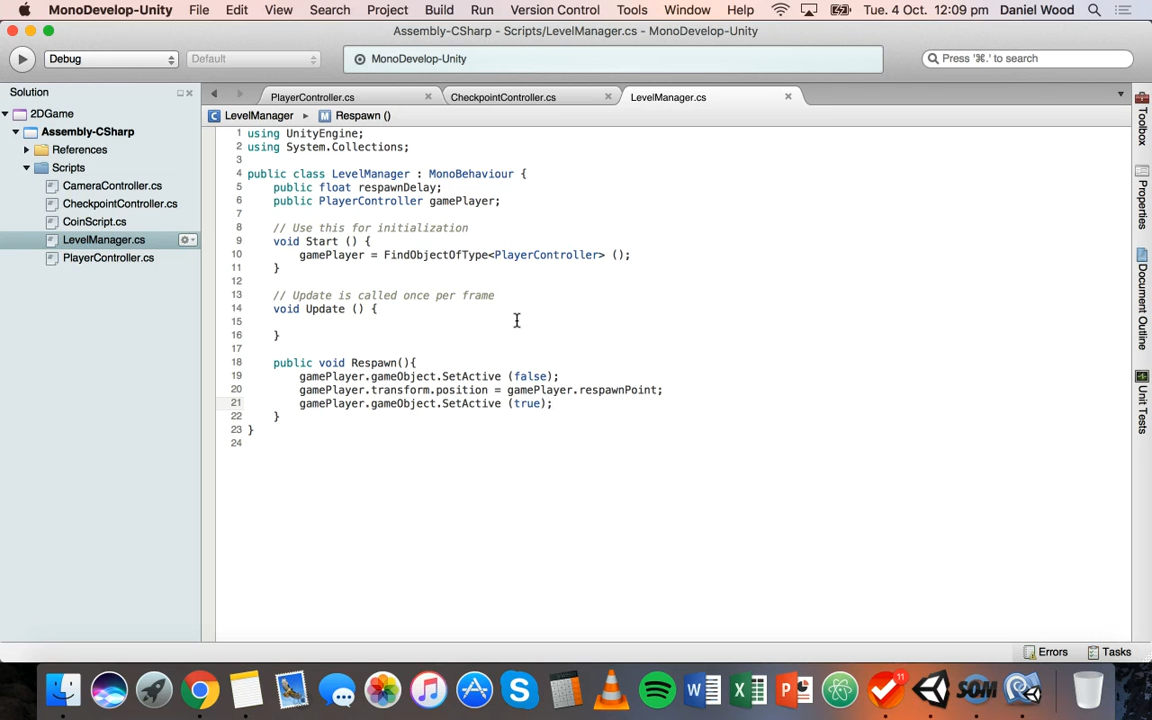 MonoDevelop-Unity File Edit View Search Project Build Run Version Control Tools Window Help Tue. 4 Oct. 12:09 pm Daniel Wood
Assembly-CSharp - Scripts/LevelManager.cs - MonoDevelop-Unity
Debug Default MonoDevelop-Unity Press '⌘.' to search
Solution PlayerController.cs CheckpointController.cs LevelManager.cs
LevelManager Respawn ()
2DGame
Assembly-CSharp
References
Scripts
CameraController.cs
CheckpointController.cs
CoinScript.cs
LevelManager.cs
PlayerController.cs
1 using UnityEngine;
2 using System.Collections;
3
4 public class LevelManager : MonoBehaviour {
5 public float respawnDelay;
6 public PlayerController gamePlayer;
7
8 // Use this for initialization
9 void Start () {
10 gamePlayer = FindObjectOfType<PlayerController> ();
11 }
12
13 // Update is called once per frame
14 void Update () {
15
16 }
17
18 public void Respawn(){
19 gamePlayer.gameObject.SetActive (false);
20 gamePlayer.transform.position = gamePlayer.respawnPoint;
21 gamePlayer.gameObject.SetActive (true);
22 }
23 }
24
Toolbox
Properties
Document Outline
Unit Tests
Errors Tasks
11
SOM